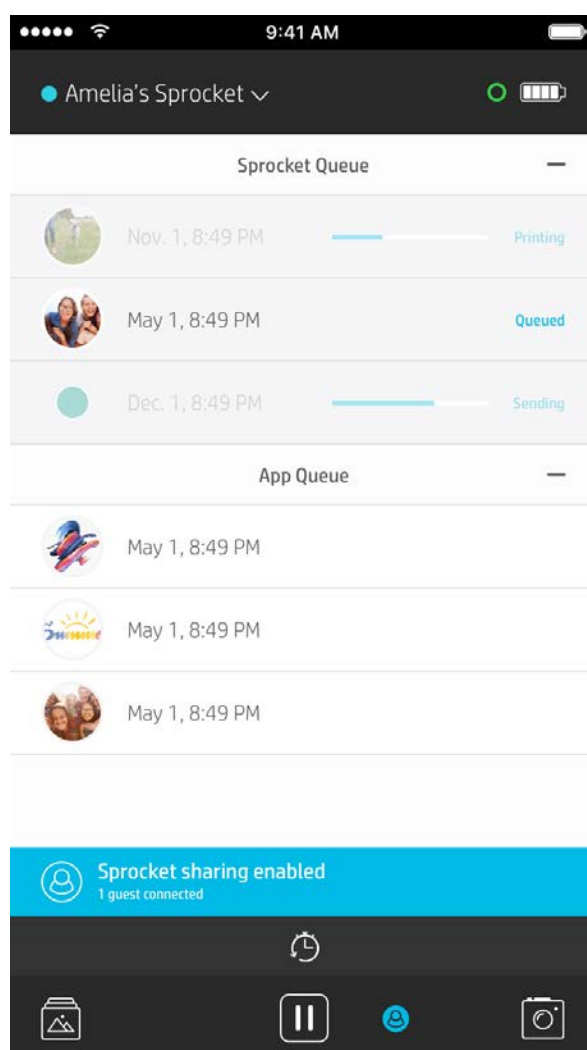 9:41 AM
Amelia's Sprocket
Sprocket Queue
Nov. 1, 8:49 PM Printing
May 1, 8:49 PM Queued
Dec. 1, 8:49 PM Sending
App Queue
May 1, 8:49 PM
May 1, 8:49 PM
May 1, 8:49 PM
Sprocket sharing enabled
1 guest connected